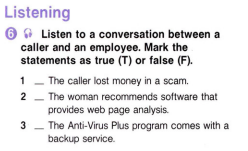 Listening
6 Listen to a conversation between a
caller and an employee. Mark the
statements as true (T) or false (F).
1 __ The caller lost money in a scam.
2 __ The woman recommends software that
provides web page analysis.
3 __ The Anti-Virus Plus program comes with a
backup service.